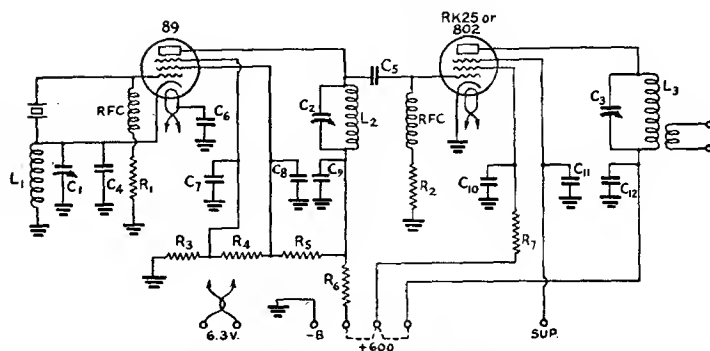 89
RK25 or
802
RFC
C6
C2
L2
C5
RFC
C3
L3
L1
C1
C4
R1
C7
C8
C9
R2
C10
C11
C12
R3
R4
R5
R6
R7
6.3V.
-B
+600
SUP.